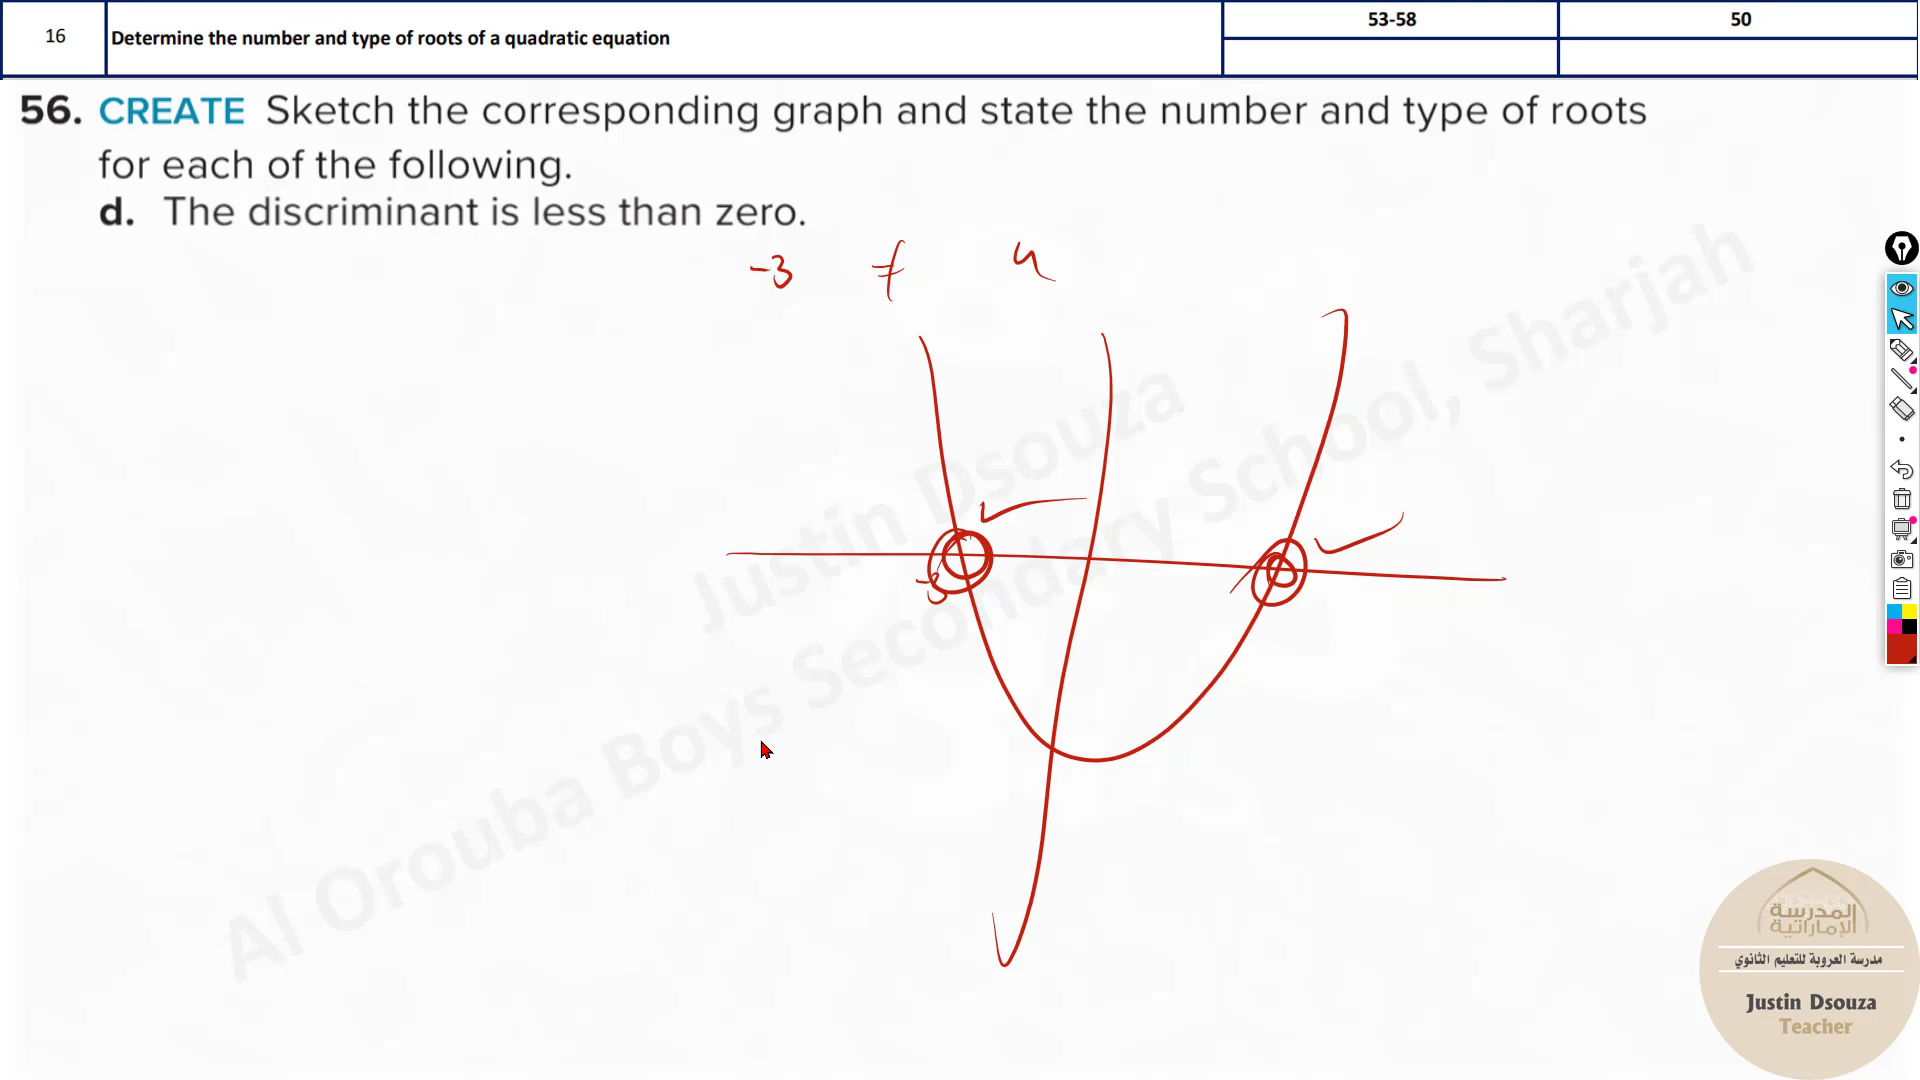 16
Determine the number and type of roots of a quadratic equation
53-58
50
56. CREATE Sketch the corresponding graph and state the number and type of roots
for each of the following.
d. The discriminant is less than zero.
-3 ≠ 4
-3
Justin Dsouza
Al Orouba Boys Secondary School, Sharjah
المدرسة
الإماراتية
مدرسة العروبة للتعليم الثانوي
Justin Dsouza
Teacher